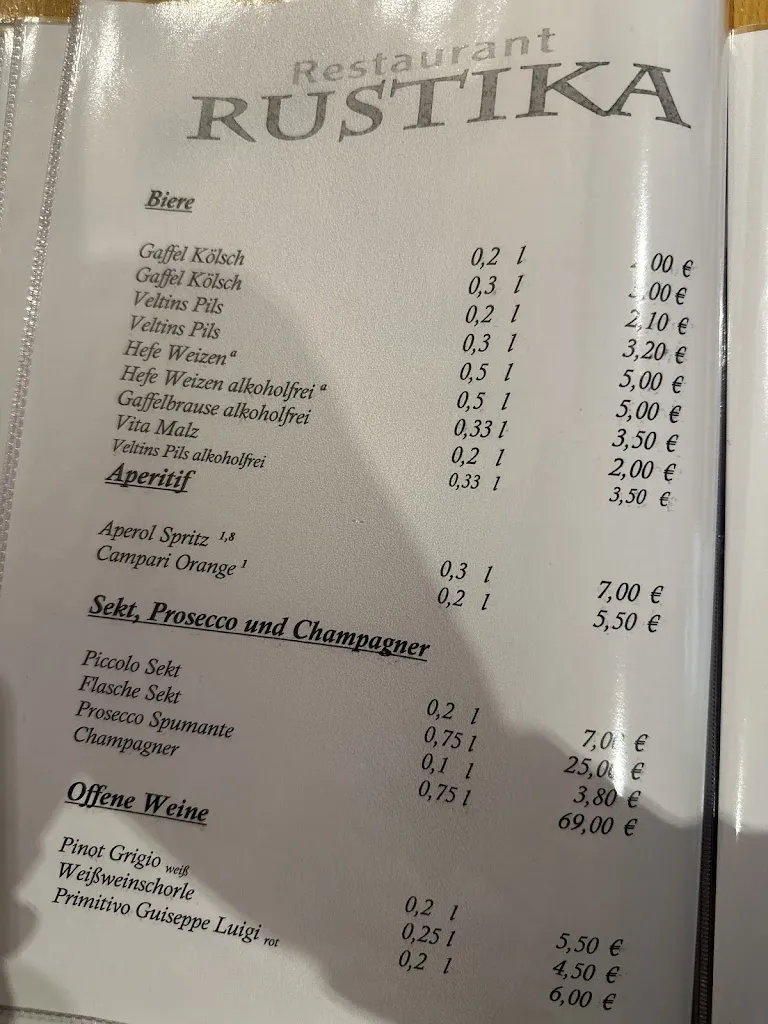 Restaurant
RUSTIKA
Biere
Gaffel Kölsch 0,2 l ,00 €
Gaffel Kölsch 0,3 l ,00 €
Veltins Pils 0,2 l 2,10 €
Veltins Pils 0,3 l 3,20 €
Hefe Weizen a 0,5 l 5,00 €
Hefe Weizen alkoholfrei a 0,5 l 5,00 €
Gaffelbrause alkoholfrei 0,33 l 3,50 €
Vita Malz 0,2 l 2,00 €
Veltins Pils alkoholfrei 0,33 l 3,50 €
Aperitif
Aperol Spritz 1,8 0,3 l 7,00 €
Campari Orange 1 0,2 l 5,50 €
Sekt, Prosecco und Champagner
Piccolo Sekt 0,2 l 7,00 €
Flasche Sekt 0,75 l 25,00 €
Prosecco Spumante 0,1 l 3,80 €
Champagner 0,75 l 69,00 €
Offene Weine
Pinot Grigio weiß 0,2 l 5,50 €
Weißweinschorle 0,25 l 4,50 €
Primitivo Guiseppe Luigi rot 0,2 l 6,00 €